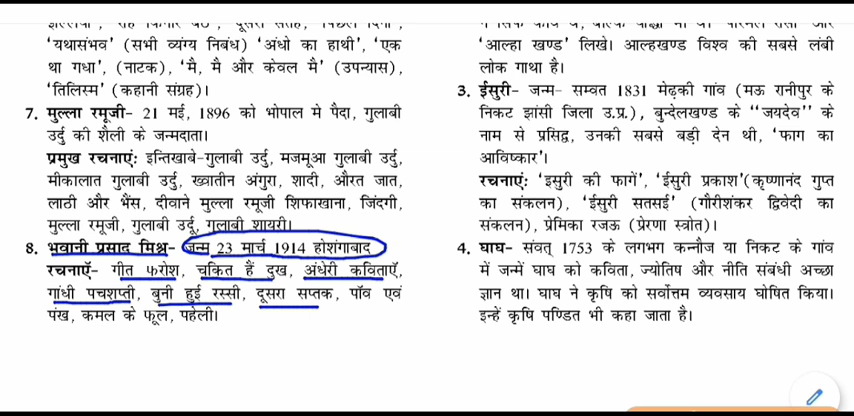 'यथासंभव' (सभी व्यंग्य निबंध) 'अंधो का हाथी', 'एक
था गधा', (नाटक), 'मै, मै और केवल मै' (उपन्यास),
'तिलिस्म' (कहानी संग्रह)।
7. मुल्ला रमूजी- 21 मई, 1896 को भोपाल मे पैदा, गुलाबी
उर्दु की शैली के जन्मदाता।
प्रमुख रचनाएं: इन्तिखाबे-गुलाबी उर्दु, मजमूआ गुलाबी उर्दु,
मीकालात गुलाबी उर्दु, ख्वातीन अंगुरा, शादी, औरत जात,
लाठी और भैंस, दीवाने मुल्ला रमूजी शिफाखाना, जिंदगी,
मुल्ला रमूजी, गुलाबी उर्दू, गुलाबी शायरी।
8. भवानी प्रसाद मिश्र- जन्म 23 मार्च 1914 होशंगाबाद
रचनाएॅ- गीत फरोश, चकित हैं दुख, अंधेरी कविताएॅ,
गांधी पचशप्ती, बुनी हुई रस्सी, दूसरा सप्तक, पॉव एवं
पंख, कमल के फूल, पहेली।
'आल्हा खण्ड' लिखे। आल्हखण्ड विश्व की सबसे लंबी
लोक गाथा है।
3. ईसुरी- जन्म- सम्वत 1831 मेढ़की गांव (मऊ रानीपुर के
निकट झांसी जिला उ.प्र.), बुन्देलखण्ड के "जयदेव" के
नाम से प्रसिद्व, उनकी सबसे बड़ी देन थी, 'फाग का
आविष्कार'।
रचनाएं: 'इसुरी की फागें', 'ईसुरी प्रकाश'(कृष्णानंद गुप्त
का संकलन), 'ईसुरी सतसई' (गौरीशंकर द्विवेदी का
संकलन), प्रेमिका रजऊ (प्रेरणा स्त्रोत)।
4. घाघ- संवत् 1753 के लगभग कन्नौज या निकट के गांव
में जन्में घाघ को कविता, ज्योतिष और नीति संबंधी अच्छा
ज्ञान था। घाघ ने कृषि को सर्वोत्तम व्यवसाय घोषित किया।
इन्हें कृषि पण्डित भी कहा जाता है।